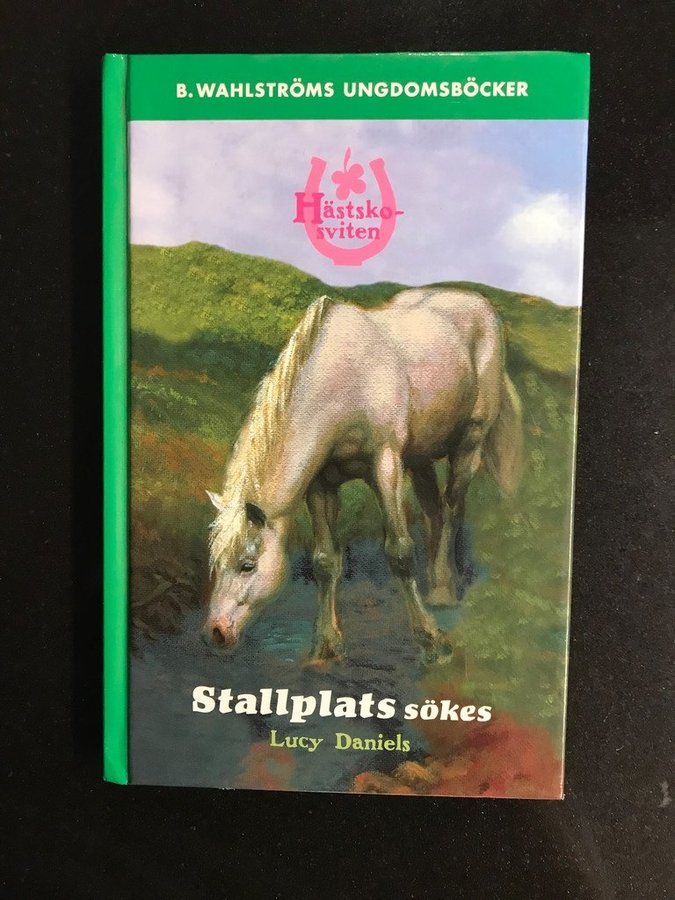 B. WAHLSTRÖMS UNGDOMSBÖCKER
Hästsko-
sviten
Stallplats sökes
Lucy Daniels